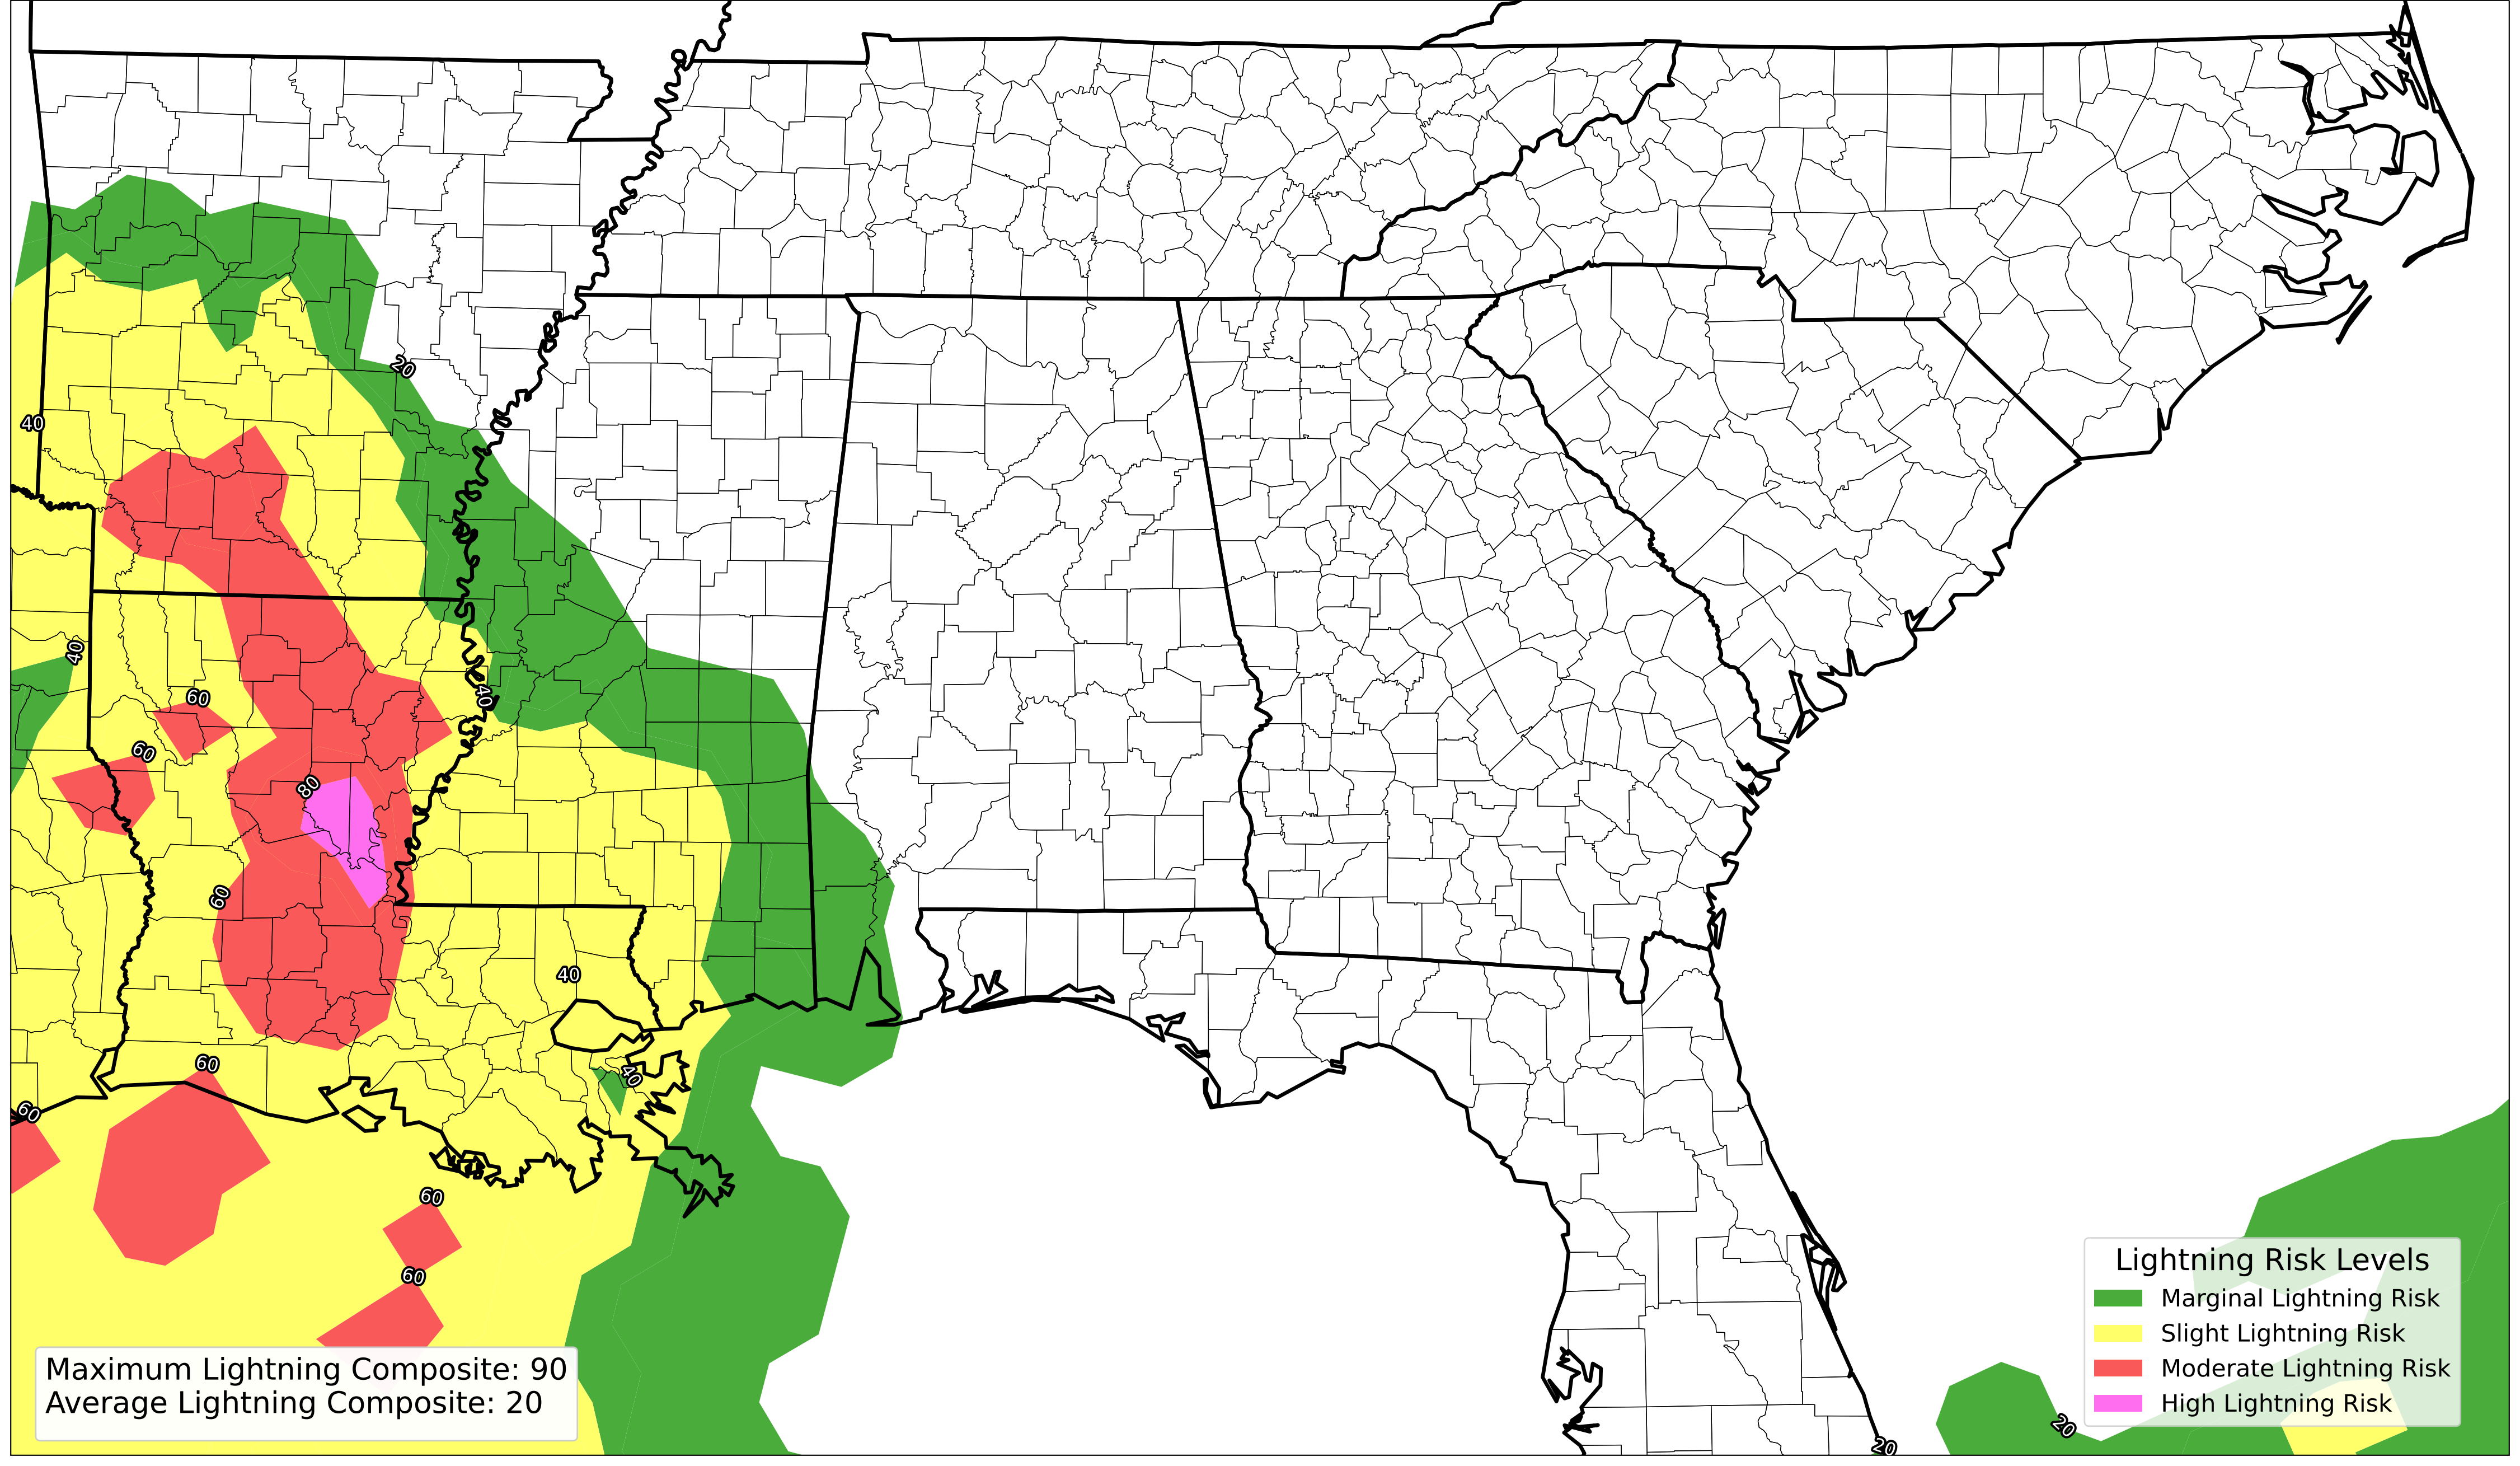 20
40
40
60
40
60
80
60
40
60
40
60
60
60
20
20
Maximum Lightning Composite: 90
Average Lightning Composite: 20
Lightning Risk Levels
Marginal Lightning Risk
Slight Lightning Risk
Moderate Lightning Risk
High Lightning Risk